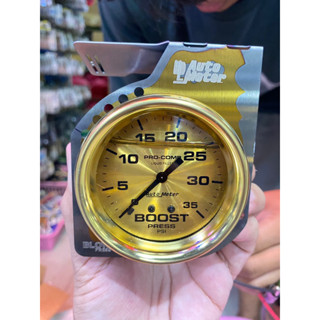 Auto
Meter
15 20
10 25
PRO-COMP
5 30
Auto Meter
35
BOOST
PRESS
PSI